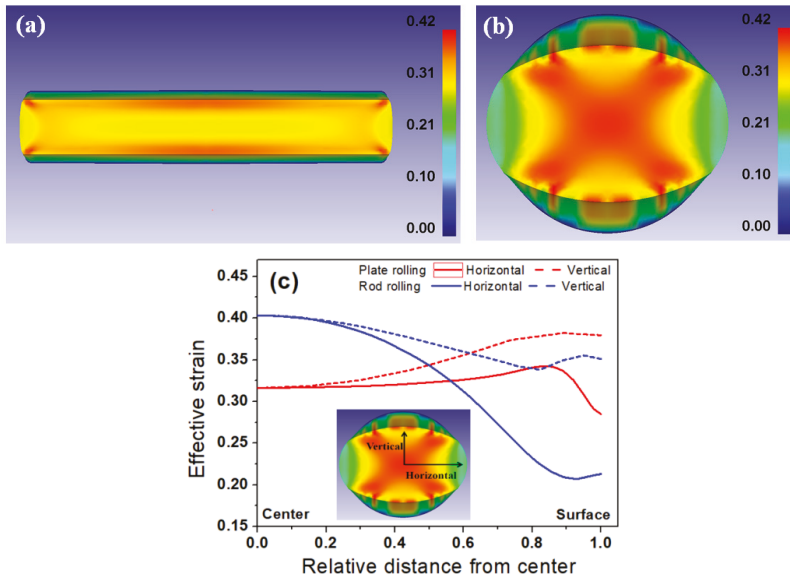 (a)
0.42
0.31
0.21
0.10
0.00
(b)
0.42
0.31
0.21
0.10
0.00
(c)
Plate rolling Horizontal Vertical
Rod rolling Horizontal Vertical
Effective strain
0.45
0.40
0.35
0.30
0.25
0.20
0.15
Vertical
Horizontal
Center
Surface
0.0 0.2 0.4 0.6 0.8 1.0
Relative distance from center